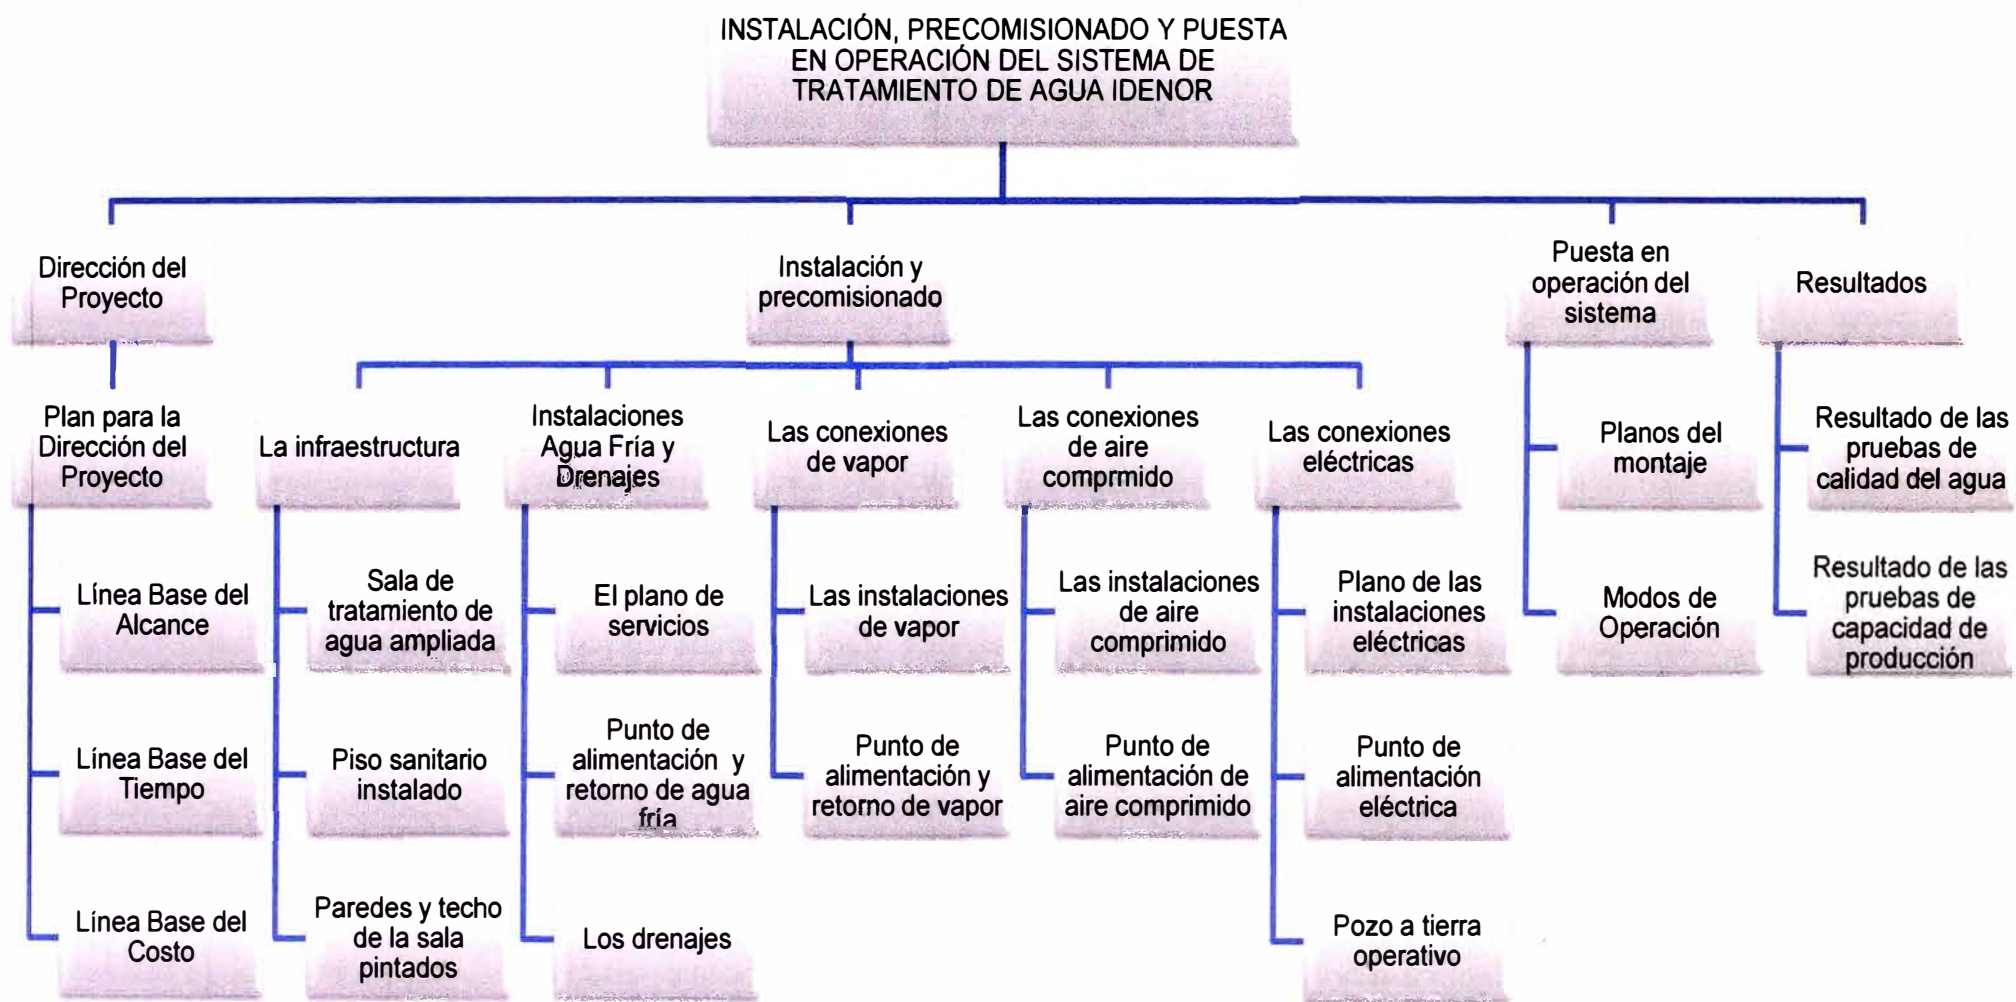 INSTALACIÓN, PRECOMISIONADO Y PUESTA
EN OPERACIÓN DEL SISTEMA DE
TRATAMIENTO DE AGUA IDENOR
Dirección del
Proyecto
Instalación y
precomisionado
Puesta en
operación del
sistema
Resultados
Plan para la
Dirección del
Proyecto
La infraestructura
Instalaciones
Agua Fría y
Drenajes
Las conexiones
de vapor
Las conexiones
de aire
comprmido
Las conexiones
eléctricas
Planos del
montaje
Resultado de las
pruebas de
calidad del agua
Línea Base del
Alcance
Sala de
tratamiento de
agua ampliada
El plano de
servicios
Las instalaciones
de vapor
Las instalaciones
de aire
comprimido
Plano de las
instalaciones
eléctricas
Modos de
Operación
Resultado de las
pruebas de
capacidad de
producción
Línea Base del
Tiempo
Piso sanitario
instalado
Punto de
alimentación y
retorno de agua
fría
Punto de
alimentación y
retorno de vapor
Punto de
alimentación de
aire comprimido
Punto de
alimentación
eléctrica
Línea Base del
Costo
Paredes y techo
de la sala
pintados
Los drenajes
Pozo a tierra
operativo